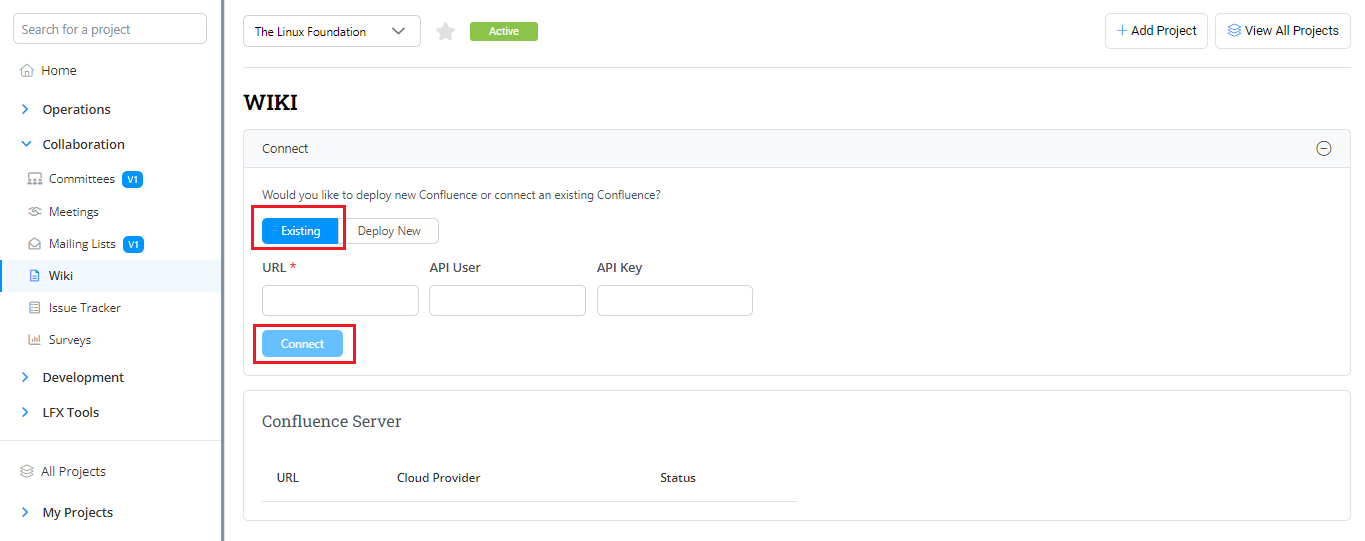 Search for a project
Home
Operations
Collaboration
Committees V1
Meetings
Mailing Lists V1
Wiki
Issue Tracker
Surveys
Development
LFX Tools
All Projects
My Projects
The Linux Foundation
Active
+ Add Project
View All Projects
WIKI
Connect
Would you like to deploy new Confluence or connect an existing Confluence?
Existing Deploy New
URL * API User API Key
Connect
Confluence Server
URL Cloud Provider Status